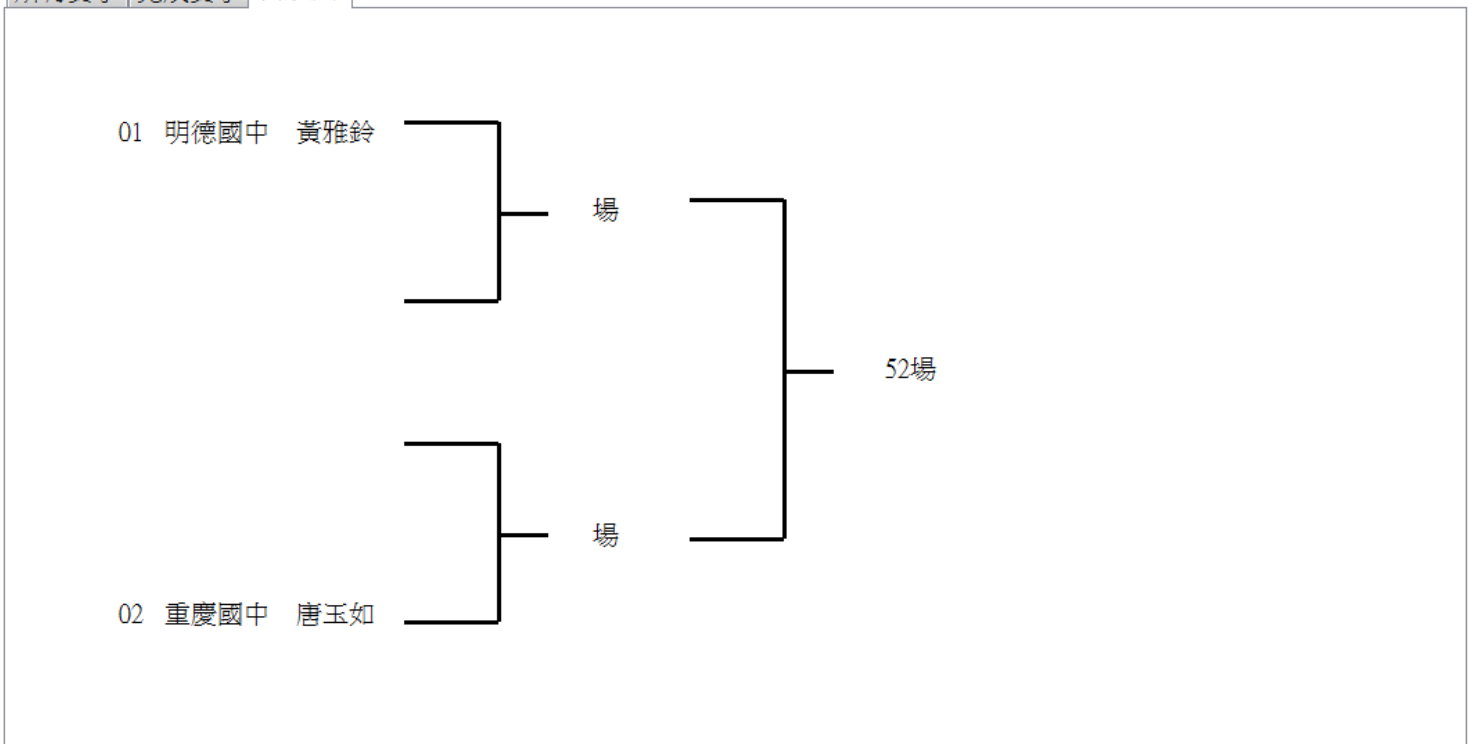 01 明德國中 黃雅鈴
場
52場
場
02 重慶國中 唐玉如